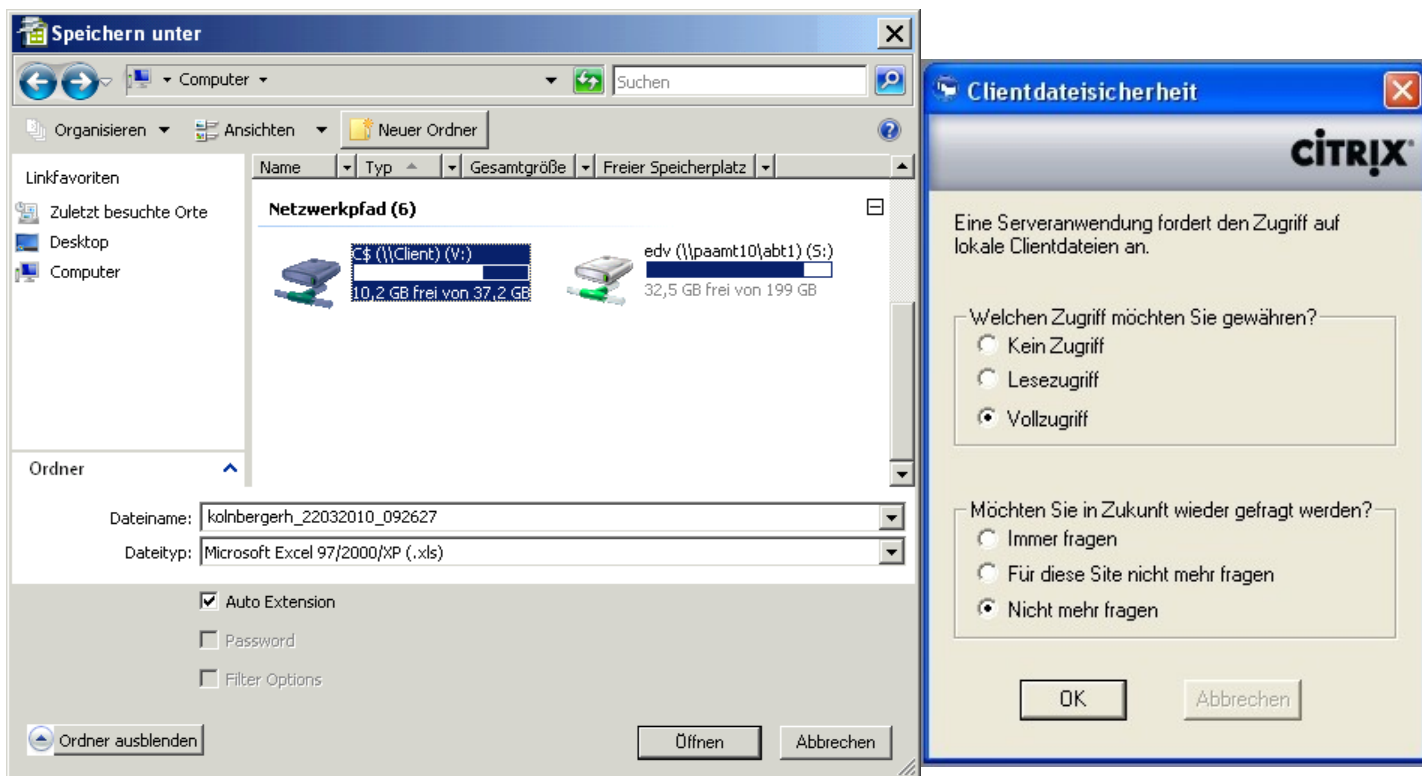 Speichern unter
Computer
Suchen
Organisieren
Ansichten
Neuer Ordner
Linkfavoriten
Zuletzt besuchte Orte
Desktop
Computer
Ordner
Name Typ Gesamtgröße Freier Speicherplatz
Netzwerkpfad (6)
C$ (\\Client) (V:)
10,2 GB frei von 37,2 GB
edv (\\paamt10\abt1) (S:)
32,5 GB frei von 199 GB
Dateiname: kolnbergerh_22032010_092627
Dateityp: Microsoft Excel 97/2000/XP (.xls)
Auto Extension
Password
Filter Options
Ordner ausblenden
Öffnen
Abbrechen
Clientdateisicherheit
CITRIX
Eine Serveranwendung fordert den Zugriff auf
lokale Clientdateien an.
Welchen Zugriff möchten Sie gewähren?
Kein Zugriff
Lesezugriff
Vollzugriff
Möchten Sie in Zukunft wieder gefragt werden?
Immer fragen
Für diese Site nicht mehr fragen
Nicht mehr fragen
OK
Abbrechen